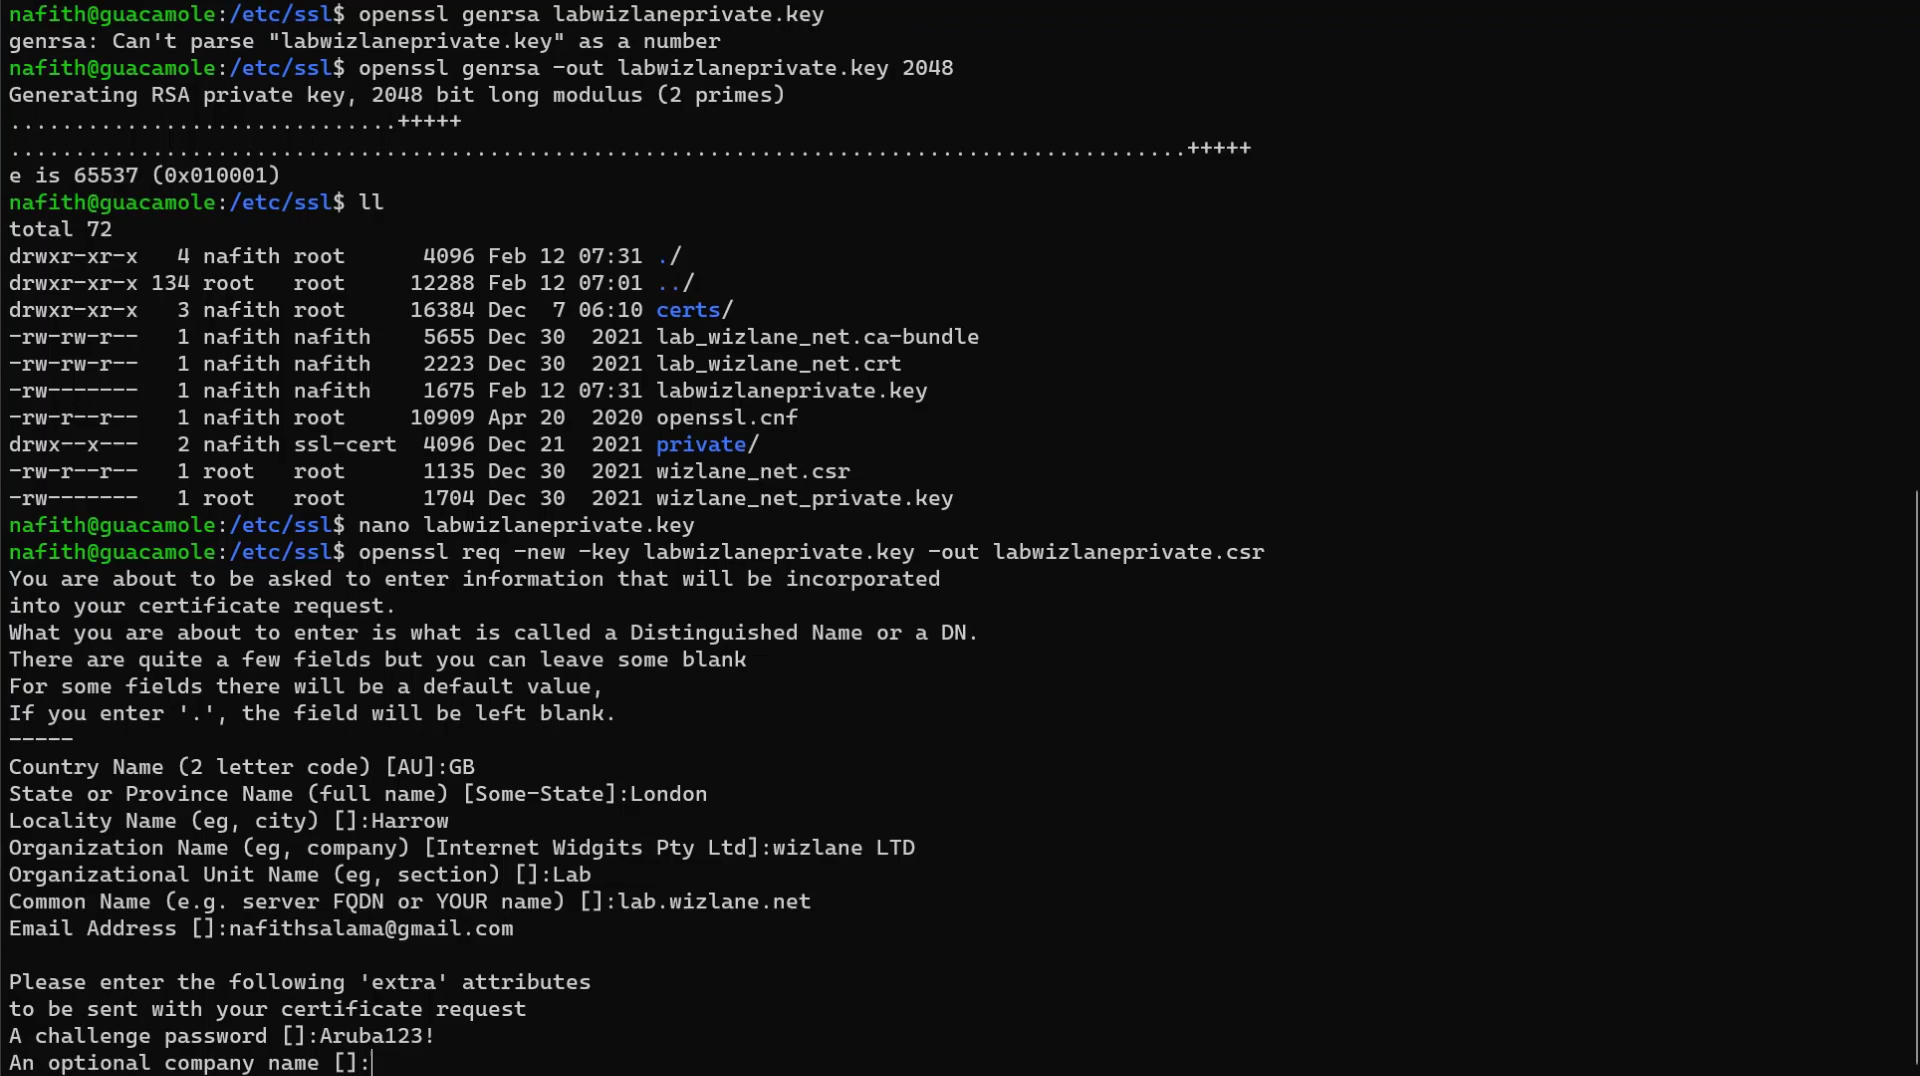 nafith@guacamole:/etc/ssl$ openssl genrsa labwizlaneprivate.key
genrsa: Can't parse "labwizlaneprivate.key" as a number
nafith@guacamole:/etc/ssl$ openssl genrsa -out labwizlaneprivate.key 2048
Generating RSA private key, 2048 bit long modulus (2 primes)
..............................+++++
...........................................................................................+++++
e is 65537 (0x010001)
nafith@guacamole:/etc/ssl$ ll
total 72
drwxr-xr-x   4 nafith root      4096 Feb 12 07:31 ./
drwxr-xr-x 134 root   root     12288 Feb 12 07:01 ../
drwxr-xr-x   3 nafith root     16384 Dec  7 06:10 certs/
-rw-rw-r--   1 nafith nafith    5655 Dec 30  2021 lab_wizlane_net.ca-bundle
-rw-rw-r--   1 nafith nafith    2223 Dec 30  2021 lab_wizlane_net.crt
-rw-------   1 nafith nafith    1675 Feb 12 07:31 labwizlaneprivate.key
-rw-r--r--   1 nafith root     10909 Apr 20  2020 openssl.cnf
drwx--x---   2 nafith ssl-cert  4096 Dec 21  2021 private/
-rw-r--r--   1 root   root      1135 Dec 30  2021 wizlane_net.csr
-rw-------   1 root   root      1704 Dec 30  2021 wizlane_net_private.key
nafith@guacamole:/etc/ssl$ nano labwizlaneprivate.key
nafith@guacamole:/etc/ssl$ openssl req -new -key labwizlaneprivate.key -out labwizlaneprivate.csr
You are about to be asked to enter information that will be incorporated
into your certificate request.
What you are about to enter is what is called a Distinguished Name or a DN.
There are quite a few fields but you can leave some blank
For some fields there will be a default value,
If you enter '.', the field will be left blank.
-----
Country Name (2 letter code) [AU]:GB
State or Province Name (full name) [Some-State]:London
Locality Name (eg, city) []:Harrow
Organization Name (eg, company) [Internet Widgits Pty Ltd]:wizlane LTD
Organizational Unit Name (eg, section) []:Lab
Common Name (e.g. server FQDN or YOUR name) []:lab.wizlane.net
Email Address []:nafithsalama@gmail.com

Please enter the following 'extra' attributes
to be sent with your certificate request
A challenge password []:Aruba123!
An optional company name []: